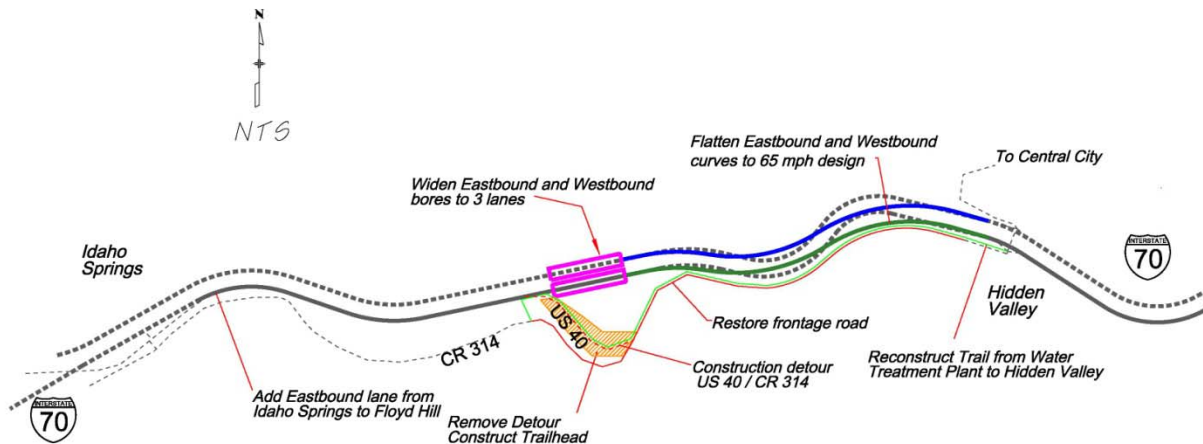 N
NTS
Flatten Eastbound and Westbound
curves to 65 mph design
To Central City
Widen Eastbound and Westbound
bores to 3 lanes
Idaho
Springs
INTERSTATE
70
Hidden
Valley
US 40
Restore frontage road
CR 314
Construction detour
US 40 / CR 314
Reconstruct Trail from Water
Treatment Plant to Hidden Valley
Add Eastbound lane from
Idaho Springs to Floyd Hill
Remove Detour
Construct Trailhead
INTERSTATE
70